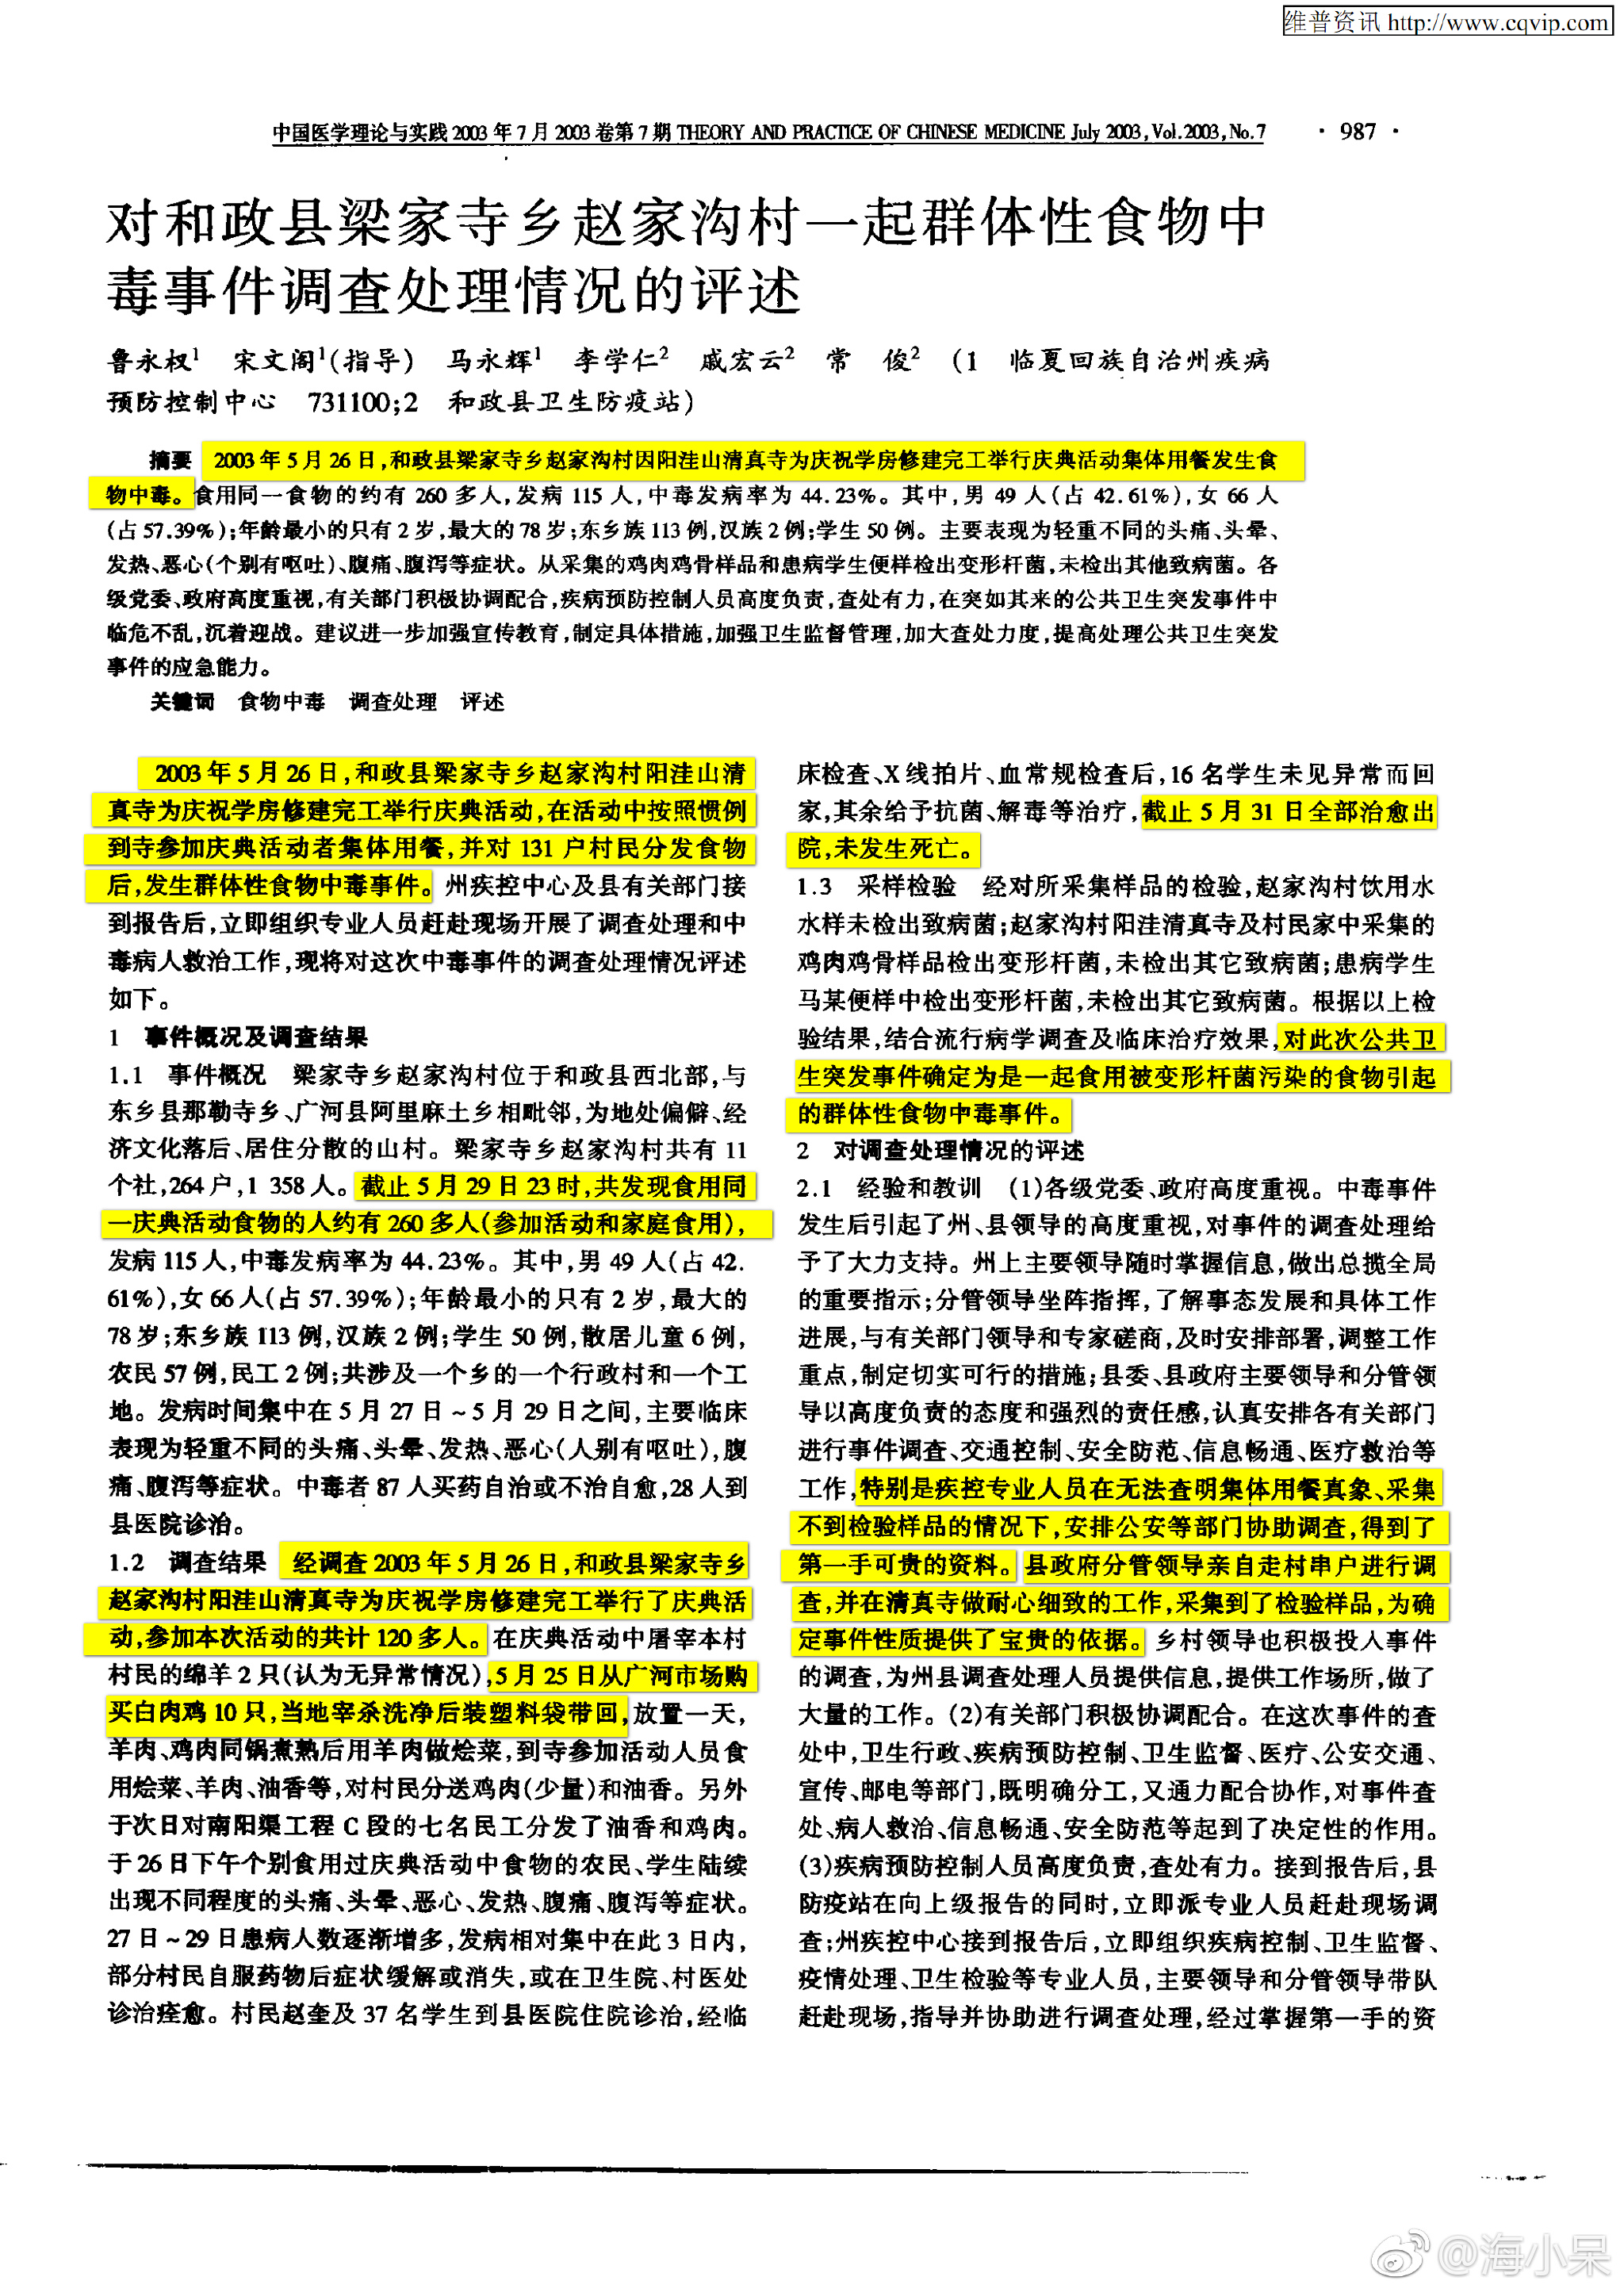 维普资讯 http://www.cqvip.com
中国医学理论与实践 2003 年 7 月 2003 卷第 7 期 THEORY AND PRACTICE OF CHINESE MEDICINE July 2003, Vol.2003, No.7 · 987 ·
对和政县梁家寺乡赵家沟村一起群体性食物中
毒事件调查处理情况的评述
鲁永权1 宋文阁1(指导) 马永辉1 李学仁2 戚宏云2 常 俊2 (1 临夏回族自治州疾病
预防控制中心 731100;2 和政县卫生防疫站)
摘要 2003 年 5 月 26 日,和政县梁家寺乡赵家沟村因阳洼山清真寺为庆祝学房修建完工举行庆典活动集体用餐发生食
物中毒。食用同一食物的约有 260 多人,发病 115 人,中毒发病率为 44.23%。其中,男 49 人(占 42.61%),女 66 人
(占 57.39%);年龄最小的只有 2 岁,最大的 78 岁;东乡族 113 例,汉族 2 例;学生 50 例。主要表现为轻重不同的头痛、头晕、
发热、恶心(个别有呕吐)、腹痛、腹泻等症状。从采集的鸡肉鸡骨样品和患病学生便样检出变形杆菌,未检出其他致病菌。各
级党委、政府高度重视,有关部门积极协调配合,疾病预防控制人员高度负责,查处有力,在突如其来的公共卫生突发事件中
临危不乱,沉着迎战。建议进一步加强宣传教育,制定具体措施,加强卫生监督管理,加大查处力度,提高处理公共卫生突发
事件的应急能力。
关键词 食物中毒 调查处理 评述
2003 年 5 月 26 日,和政县梁家寺乡赵家沟村阳洼山清
真寺为庆祝学房修建完工举行庆典活动,在活动中按照惯例
到寺参加庆典活动者集体用餐,并对 131 户村民分发食物
后,发生群体性食物中毒事件。州疾控中心及县有关部门接
到报告后,立即组织专业人员赶赴现场开展了调查处理和中
毒病人救治工作,现将对这次中毒事件的调查处理情况评述
如下。
1 事件概况及调查结果
1.1 事件概况 梁家寺乡赵家沟村位于和政县西北部,与
东乡县那勒寺乡、广河县阿里麻土乡相毗邻,为地处偏僻、经
济文化落后、居住分散的山村。梁家寺乡赵家沟村共有 11
个社,264 户,1 358 人。截止 5 月 29 日 23 时,共发现食用同
一庆典活动食物的人约有 260 多人(参加活动和家庭食用),
发病 115 人,中毒发病率为 44.23%。其中,男 49 人(占 42.
61%),女 66 人(占 57.39%);年龄最小的只有 2 岁,最大的
78 岁;东乡族 113 例,汉族 2 例;学生 50 例,散居儿童 6 例,
农民 57 例,民工 2 例;共涉及一个乡的一个行政村和一个工
地。发病时间集中在 5 月 27 日~5 月 29 日之间,主要临床
表现为轻重不同的头痛、头晕、发热、恶心(人别有呕吐),腹
痛、腹泻等症状。中毒者 87 人买药自治或不治自愈,28 人到
县医院诊治。
1.2 调查结果 经调查 2003 年 5 月 26 日,和政县梁家寺乡
赵家沟村阳洼山清真寺为庆祝学房修建完工举行了庆典活
动,参加本次活动的共计 120 多人。在庆典活动中屠宰本村
村民的绵羊 2 只(认为无异常情况),5 月 25 日从广河市场购
买白肉鸡 10 只,当地宰杀洗净后装塑料袋带回,放置一天,
羊肉、鸡肉同锅煮熟后用羊肉做烩菜,到寺参加活动人员食
用烩菜、羊肉、油香等,对村民分送鸡肉(少量)和油香。另外
于次日对南阳渠工程 C 段的七名民工分发了油香和鸡肉。
于 26 日下午个别食用过庆典活动中食物的农民、学生陆续
出现不同程度的头痛、头晕、恶心、发热、腹痛、腹泻等症状。
27 日~29 日患病人数逐渐增多,发病相对集中在此 3 日内,
部分村民自服药物后症状缓解或消失,或在卫生院、村医处
诊治痊愈。村民赵奎及 37 名学生到县医院住院诊治,经临
床检查、X 线拍片、血常规检查后,16 名学生未见异常而回
家,其余给予抗菌、解毒等治疗,截止 5 月 31 日全部治愈出
院,未发生死亡。
1.3 采样检验 经对所采集样品的检验,赵家沟村饮用水
水样未检出致病菌;赵家沟村阳洼清真寺及村民家中采集的
鸡肉鸡骨样品检出变形杆菌,未检出其它致病菌;患病学生
马某便样中检出变形杆菌,未检出其它致病菌。根据以上检
验结果,结合流行病学调查及临床治疗效果,对此次公共卫
生突发事件确定为是一起食用被变形杆菌污染的食物引起
的群体性食物中毒事件。
2 对调查处理情况的评述
2.1 经验和教训 (1)各级党委、政府高度重视。中毒事件
发生后引起了州、县领导的高度重视,对事件的调查处理给
予了大力支持。州上主要领导随时掌握信息,做出总揽全局
的重要指示;分管领导坐阵指挥,了解事态发展和具体工作
进展,与有关部门领导和专家磋商,及时安排部署,调整工作
重点,制定切实可行的措施;县委、县政府主要领导和分管领
导以高度负责的态度和强烈的责任感,认真安排各有关部门
进行事件调查、交通控制、安全防范、信息畅通、医疗救治等
工作,特别是疾控专业人员在无法查明集体用餐真象、采集
不到检验样品的情况下,安排公安等部门协助调查,得到了
第一手可贵的资料。县政府分管领导亲自走村串户进行调
查,并在清真寺做耐心细致的工作,采集到了检验样品,为确
定事件性质提供了宝贵的依据。乡村领导也积极投入事件
的调查,为州县调查处理人员提供信息,提供工作场所,做了
大量的工作。(2)有关部门积极协调配合。在这次事件的查
处中,卫生行政、疾病预防控制、卫生监督、医疗、公安交通、
宣传、邮电等部门,既明确分工,又通力配合协作,对事件查
处、病人救治、信息畅通、安全防范等起到了决定性的作用。
(3)疾病预防控制人员高度负责,查处有力。接到报告后,县
防疫站在向上级报告的同时,立即派专业人员赶赴现场调
查;州疾控中心接到报告后,立即组织疾病控制、卫生监督、
疫情处理、卫生检验等专业人员,主要领导和分管领导带队
赶赴现场,指导并协助进行调查处理,经过掌握第一手的资
@海小呆